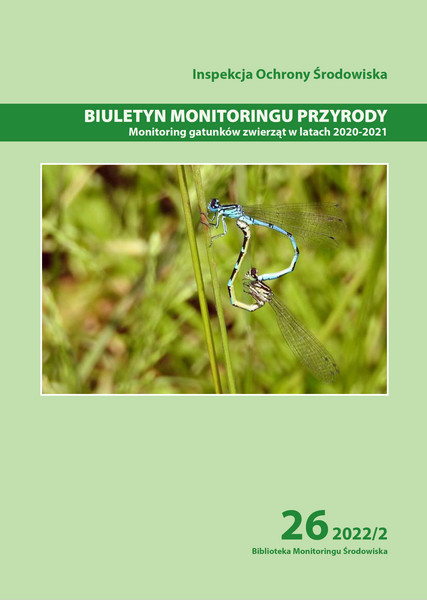 Inspekcja Ochrony Środowiska
BIULETYN MONITORINGU PRZYRODY
Monitoring gatunków zwierząt w latach 2020-2021
26 2022/2
Biblioteka Monitoringu Środowiska